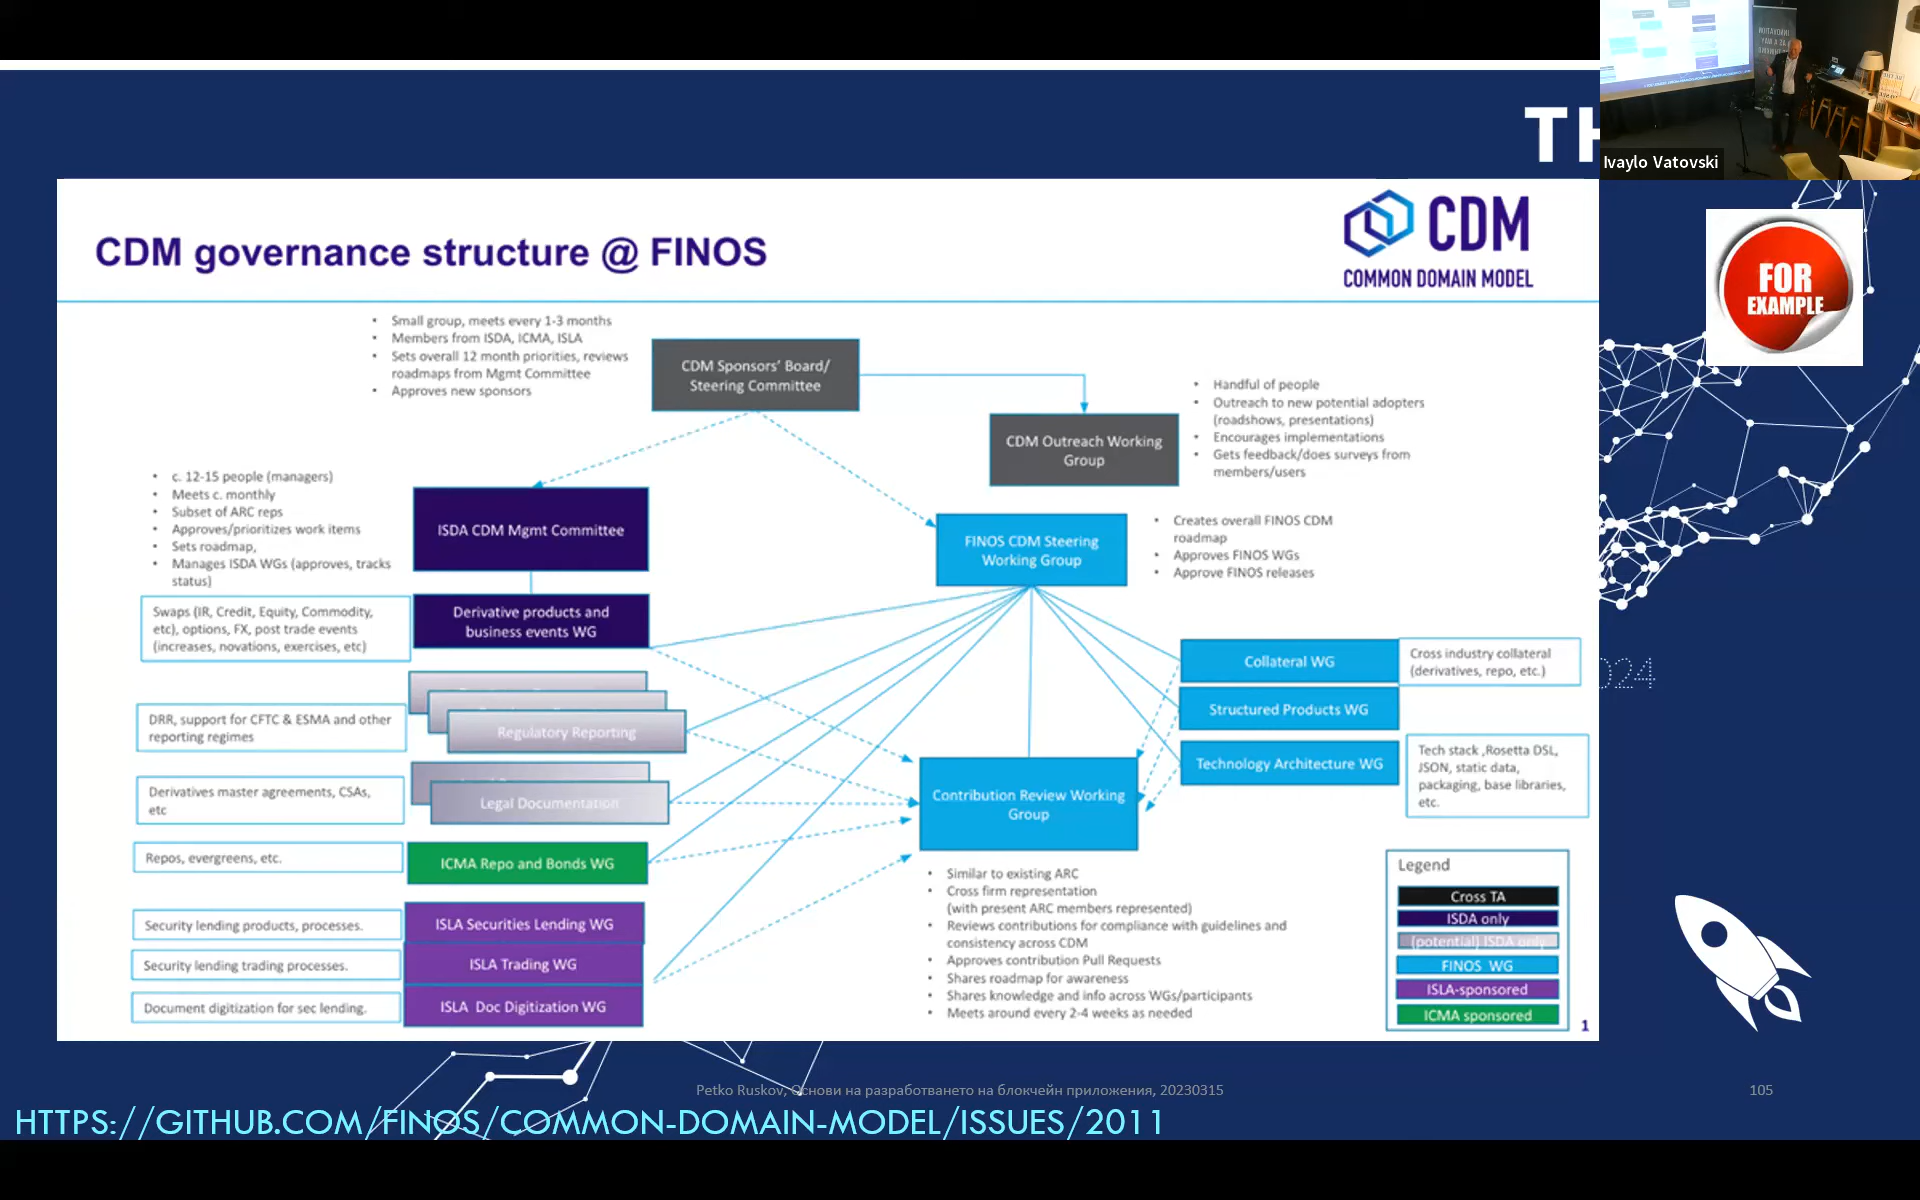 TH
Ivaylo Vatovski
CDM governance structure @ FINOS
CDM
COMMON DOMAIN MODEL
FOR
EXAMPLE
• Small group, meets every 1-3 months
• Members from ISDA, ICMA, ISLA
• Sets overall 12 month priorities, reviews
roadmaps from Mgmt Committee
• Approves new sponsors
CDM Sponsors' Board/
Steering Committee
CDM Outreach Working
Group
• Handful of people
• Outreach to new potential adopters
(roadshows, presentations)
• Encourages implementations
• Gets feedback/does surveys from
members/users
• c. 12-15 people (managers)
• Meets c. monthly
• Subset of ARC reps
• Approves/prioritizes work items
• Sets roadmap,
• Manages ISDA WGs (approves, tracks
status)
ISDA CDM Mgmt Committee
FINOS CDM Steering
Working Group
• Creates overall FINOS CDM
roadmap
• Approves FINOS WGs
• Approve FINOS releases
Swaps (IR, Credit, Equity, Commodity,
etc), options, FX, post trade events
(increases, novations, exercises, etc)
Derivative products and
business events WG
DRR, support for CFTC & ESMA and other
reporting regimes
Regulatory Reporting
Derivatives master agreements, CSAs,
etc
Legal Documentation
Repos, evergreens, etc.
ICMA Repo and Bonds WG
Security lending products, processes.
ISLA Securities Lending WG
Security lending trading processes.
ISLA Trading WG
Document digitization for sec lending.
ISLA Doc Digitization WG
Collateral WG
Cross industry collateral
(derivatives, repo, etc.)
Structured Products WG
Technology Architecture WG
Tech stack ,Rosetta DSL,
JSON, static data,
packaging, base libraries,
etc.
Contribution Review Working
Group
• Similar to existing ARC
• Cross firm representation
(with present ARC members represented)
• Reviews contributions for compliance with guidelines and
consistency across CDM
• Approves contribution Pull Requests
• Shares roadmap for awareness
• Shares knowledge and info across WGs/participants
• Meets around every 2-4 weeks as needed
Legend
Cross TA
ISDA only
(potential) ISDA only
FINOS WG
ISLA-sponsored
ICMA sponsored
1
024
Petko Ruskov, Основи на разработването на блокчейн приложения, 20230315
105
HTTPS://GITHUB.COM/FINOS/COMMON-DOMAIN-MODEL/ISSUES/2011